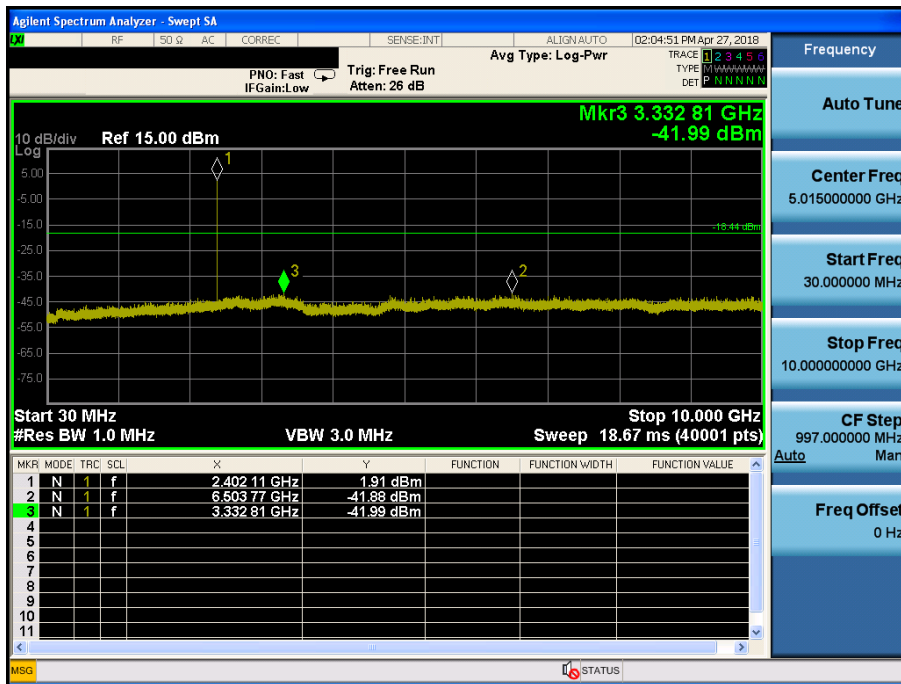 Agilent Spectrum Analyzer - Swept SA
LXI RF 50 Ω AC CORREC SENSE:INT ALIGN AUTO 02:04:51 PM Apr 27, 2018
PNO: Fast Trig: Free Run Avg Type: Log-Pwr TRACE 1 2 3 4 5 6
IFGain:Low Atten: 26 dB TYPE M WWWWW
DET P N N N N N
Mkr3 3.332 81 GHz
-41.99 dBm
10 dB/div Ref 15.00 dBm
Log
1
5.00
-5.00
-15.0
-18.44 dBm
-25.0
-35.0
3
2
-45.0
-55.0
-65.0
-75.0
Start 30 MHz Stop 10.000 GHz
#Res BW 1.0 MHz VBW 3.0 MHz Sweep 18.67 ms (40001 pts)
MKR MODE TRC SCL X Y FUNCTION FUNCTION WIDTH FUNCTION VALUE
1 N 1 f 2.402 11 GHz 1.91 dBm
2 N 1 f 6.503 77 GHz -41.88 dBm
3 N 1 f 3.332 81 GHz -41.99 dBm
4
5
6
7
8
9
10
11
MSG STATUS
Frequency
Auto Tune
Center Freq
5.015000000 GHz
Start Freq
30.000000 MHz
Stop Freq
10.000000000 GHz
CF Step
997.000000 MHz
Auto Man
Freq Offset
0 Hz